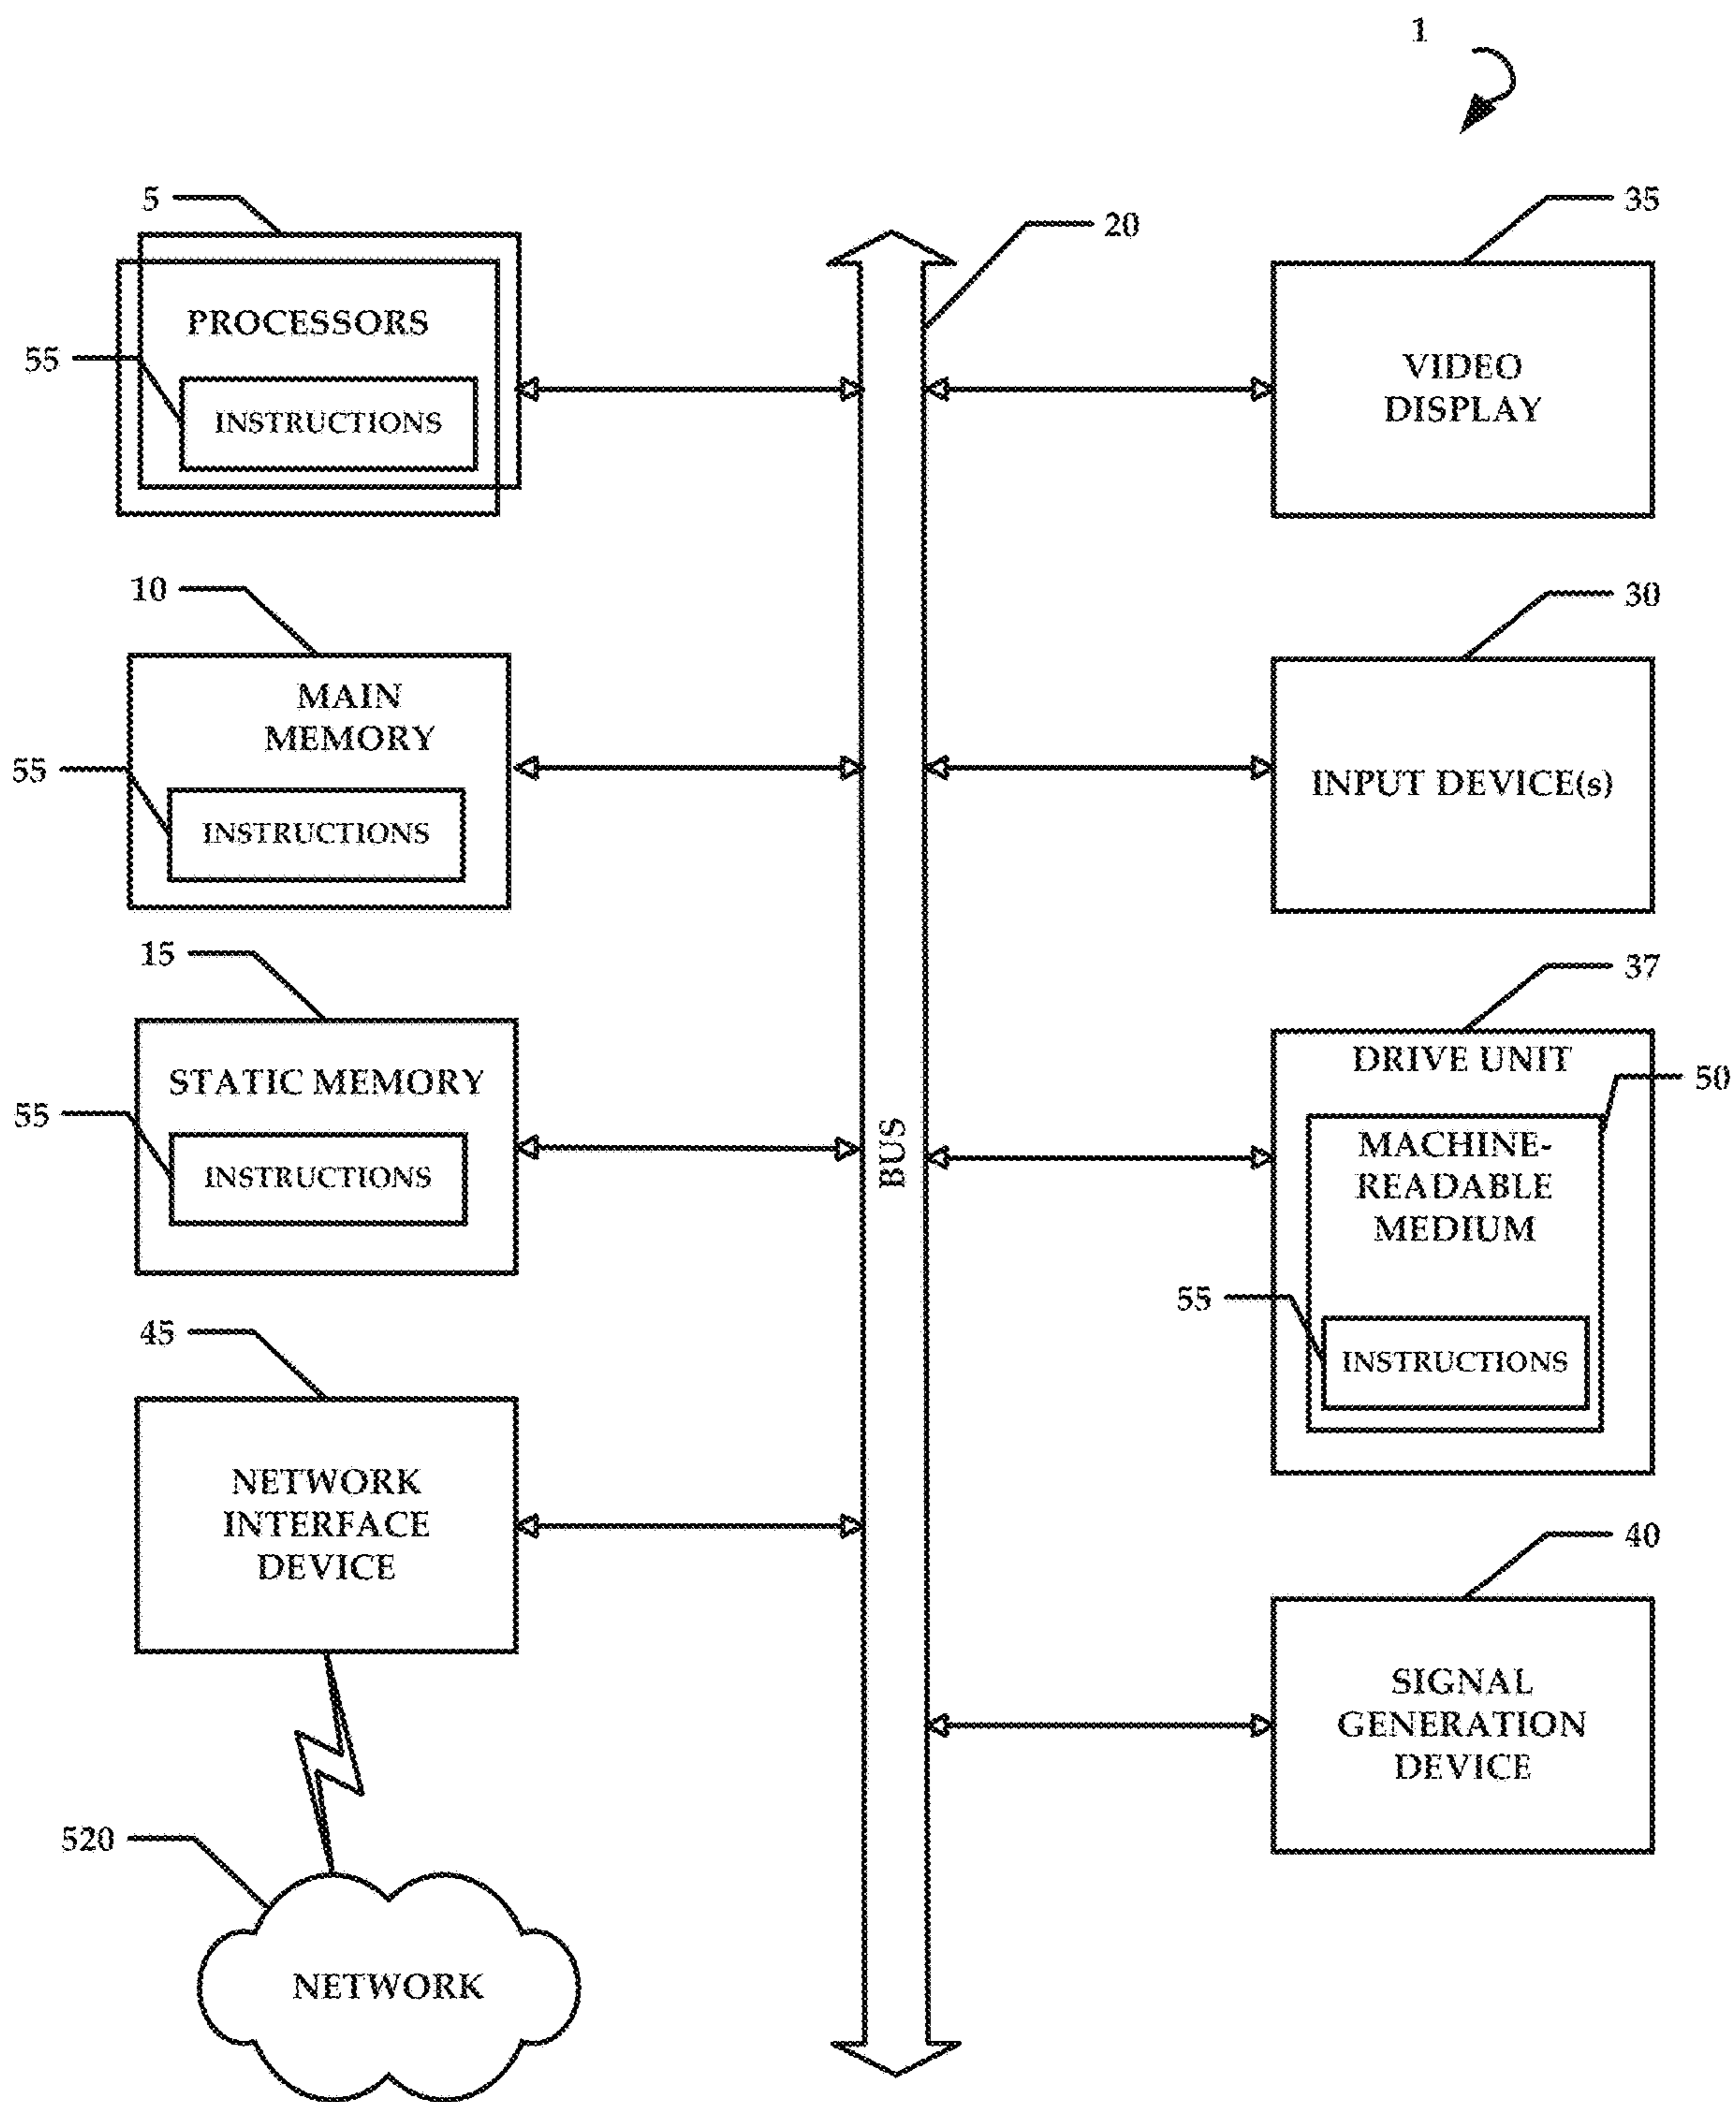 1
5
PROCESSORS
55
INSTRUCTIONS
10
MAIN
MEMORY
55
INSTRUCTIONS
15
STATIC MEMORY
55
INSTRUCTIONS
45
NETWORK
INTERFACE
DEVICE
520
NETWORK
20
BUS
35
VIDEO
DISPLAY
30
INPUT DEVICE(s)
37
DRIVE UNIT
50
MACHINE-
READABLE
MEDIUM
55
INSTRUCTIONS
40
SIGNAL
GENERATION
DEVICE